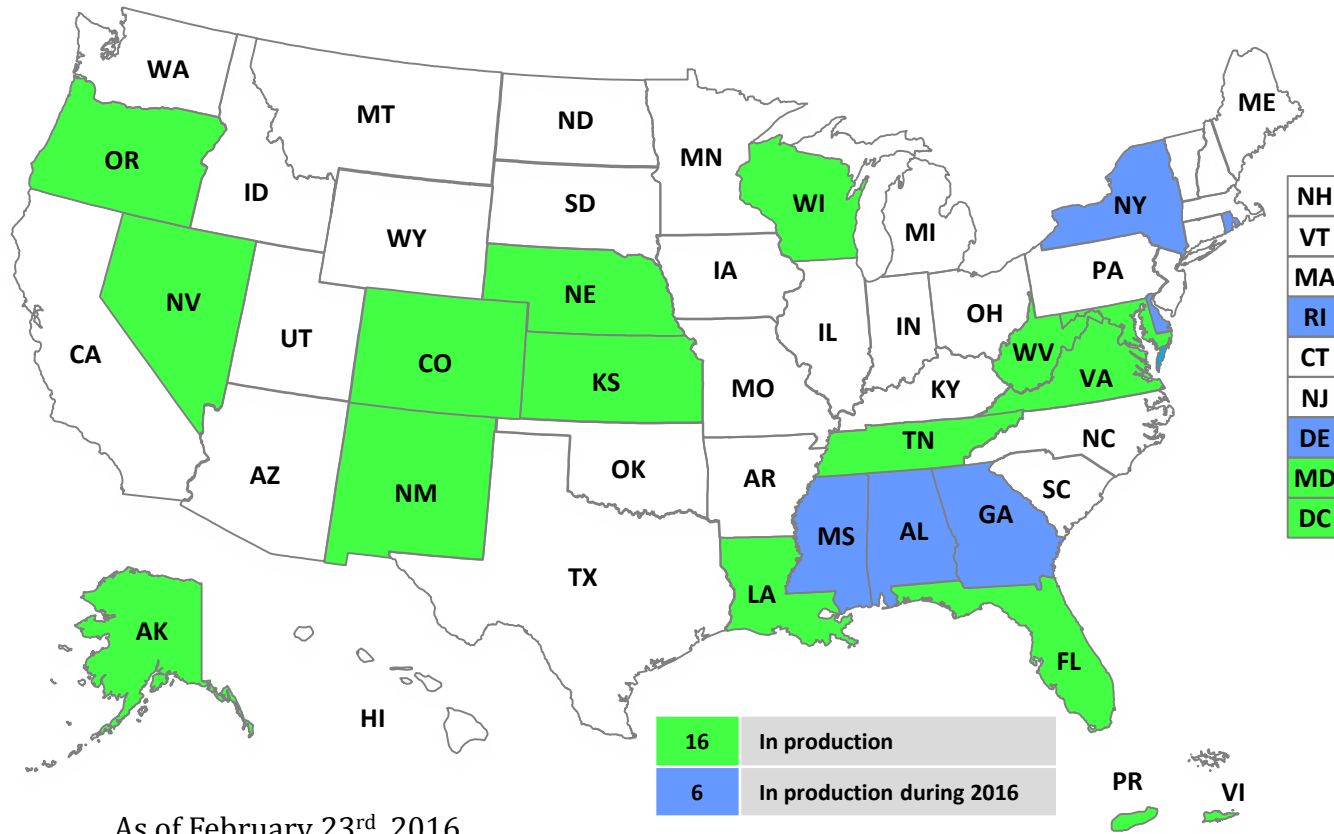 WA
MT
ND
MN
ME
OR
ID
SD
WI
NY
MI
WY
NH
VT
MA
RI
CT
NJ
DE
MD
DC
NV
UT
CA
NE
IA
PA
IL
IN
OH
CO
KS
MO
WV
VA
KY
AZ
NM
OK
AR
TN
NC
SC
MS
AL
GA
TX
LA
AK
FL
HI
16 In production
6 In production during 2016
PR
VI
As of February 23rd 2016